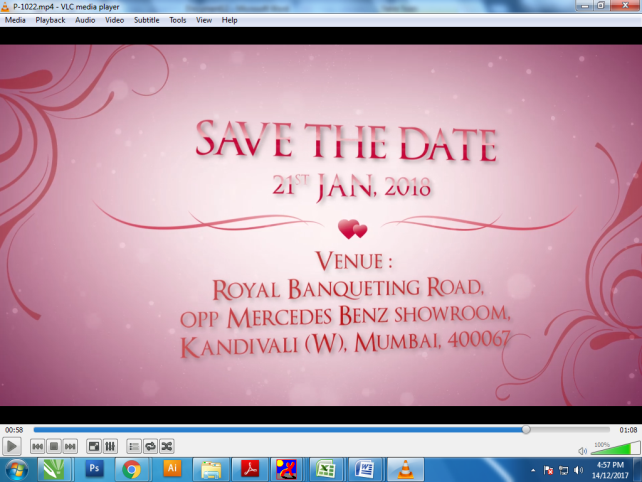 P-1022.mp4 - VLC media player
Media Playback Audio Video Subtitle Tools View Help
SAVE THE DATE
21ST JAN, 2018
VENUE :
ROYAL BANQUETING ROAD,
OPP MERCEDES BENZ SHOWROOM,
KANDIVALI (W), MUMBAI, 400067
00:58 01:08
100%
Ps Ai
4:57 PM
14/12/2017